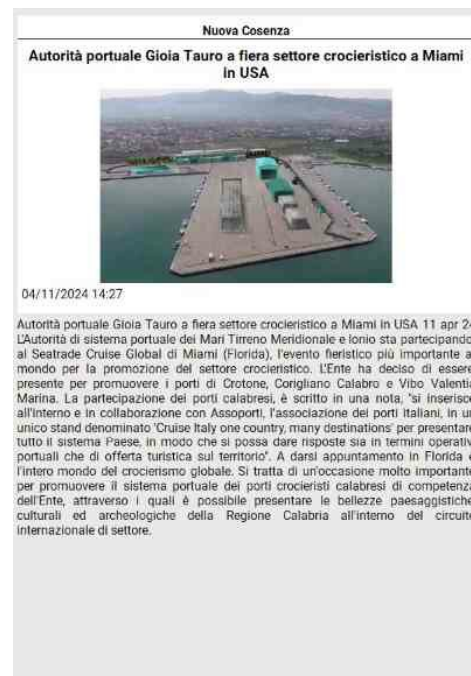 Nuova Cosenza
Autorità portuale Gioia Tauro a fiera settore crocieristico a Miami
in USA
04/11/2024 14:27
Autorità portuale Gioia Tauro a fiera settore crocieristico a Miami in USA 11 apr 24
L'Autorità di sistema portuale dei Mari Tirreno Meridionale e Ionio sta partecipando
al Seatrade Cruise Global di Miami (Florida), l'evento fieristico più importante a
mondo per la promozione del settore crocieristico. L'Ente ha deciso di essere
presente per promuovere i porti di Crotone, Corigliano Calabro e Vibo Valentia
Marina. La partecipazione dei porti calabresi, è scritto in una nota, "si inserisce
all'interno e in collaborazione con Assoporti, l'associazione dei porti italiani, in un
unico stand denominato 'Cruise Italy one country, many destinations' per presentare
tutto il sistema Paese, in modo che si possa dare risposte sia in termini operativ
portuali che di offerta turistica sul territorio". A darsi appuntamento in Florida è
l'intero mondo del crocierismo globale. Si tratta di un'occasione molto importante
per promuovere il sistema portuale dei porti crocieristi calabresi di competenza
dell'Ente, attraverso i quali è possibile presentare le bellezze paesaggistiche
culturali ed archeologiche della Regione Calabria all'interno del circuito
internazionale di settore.